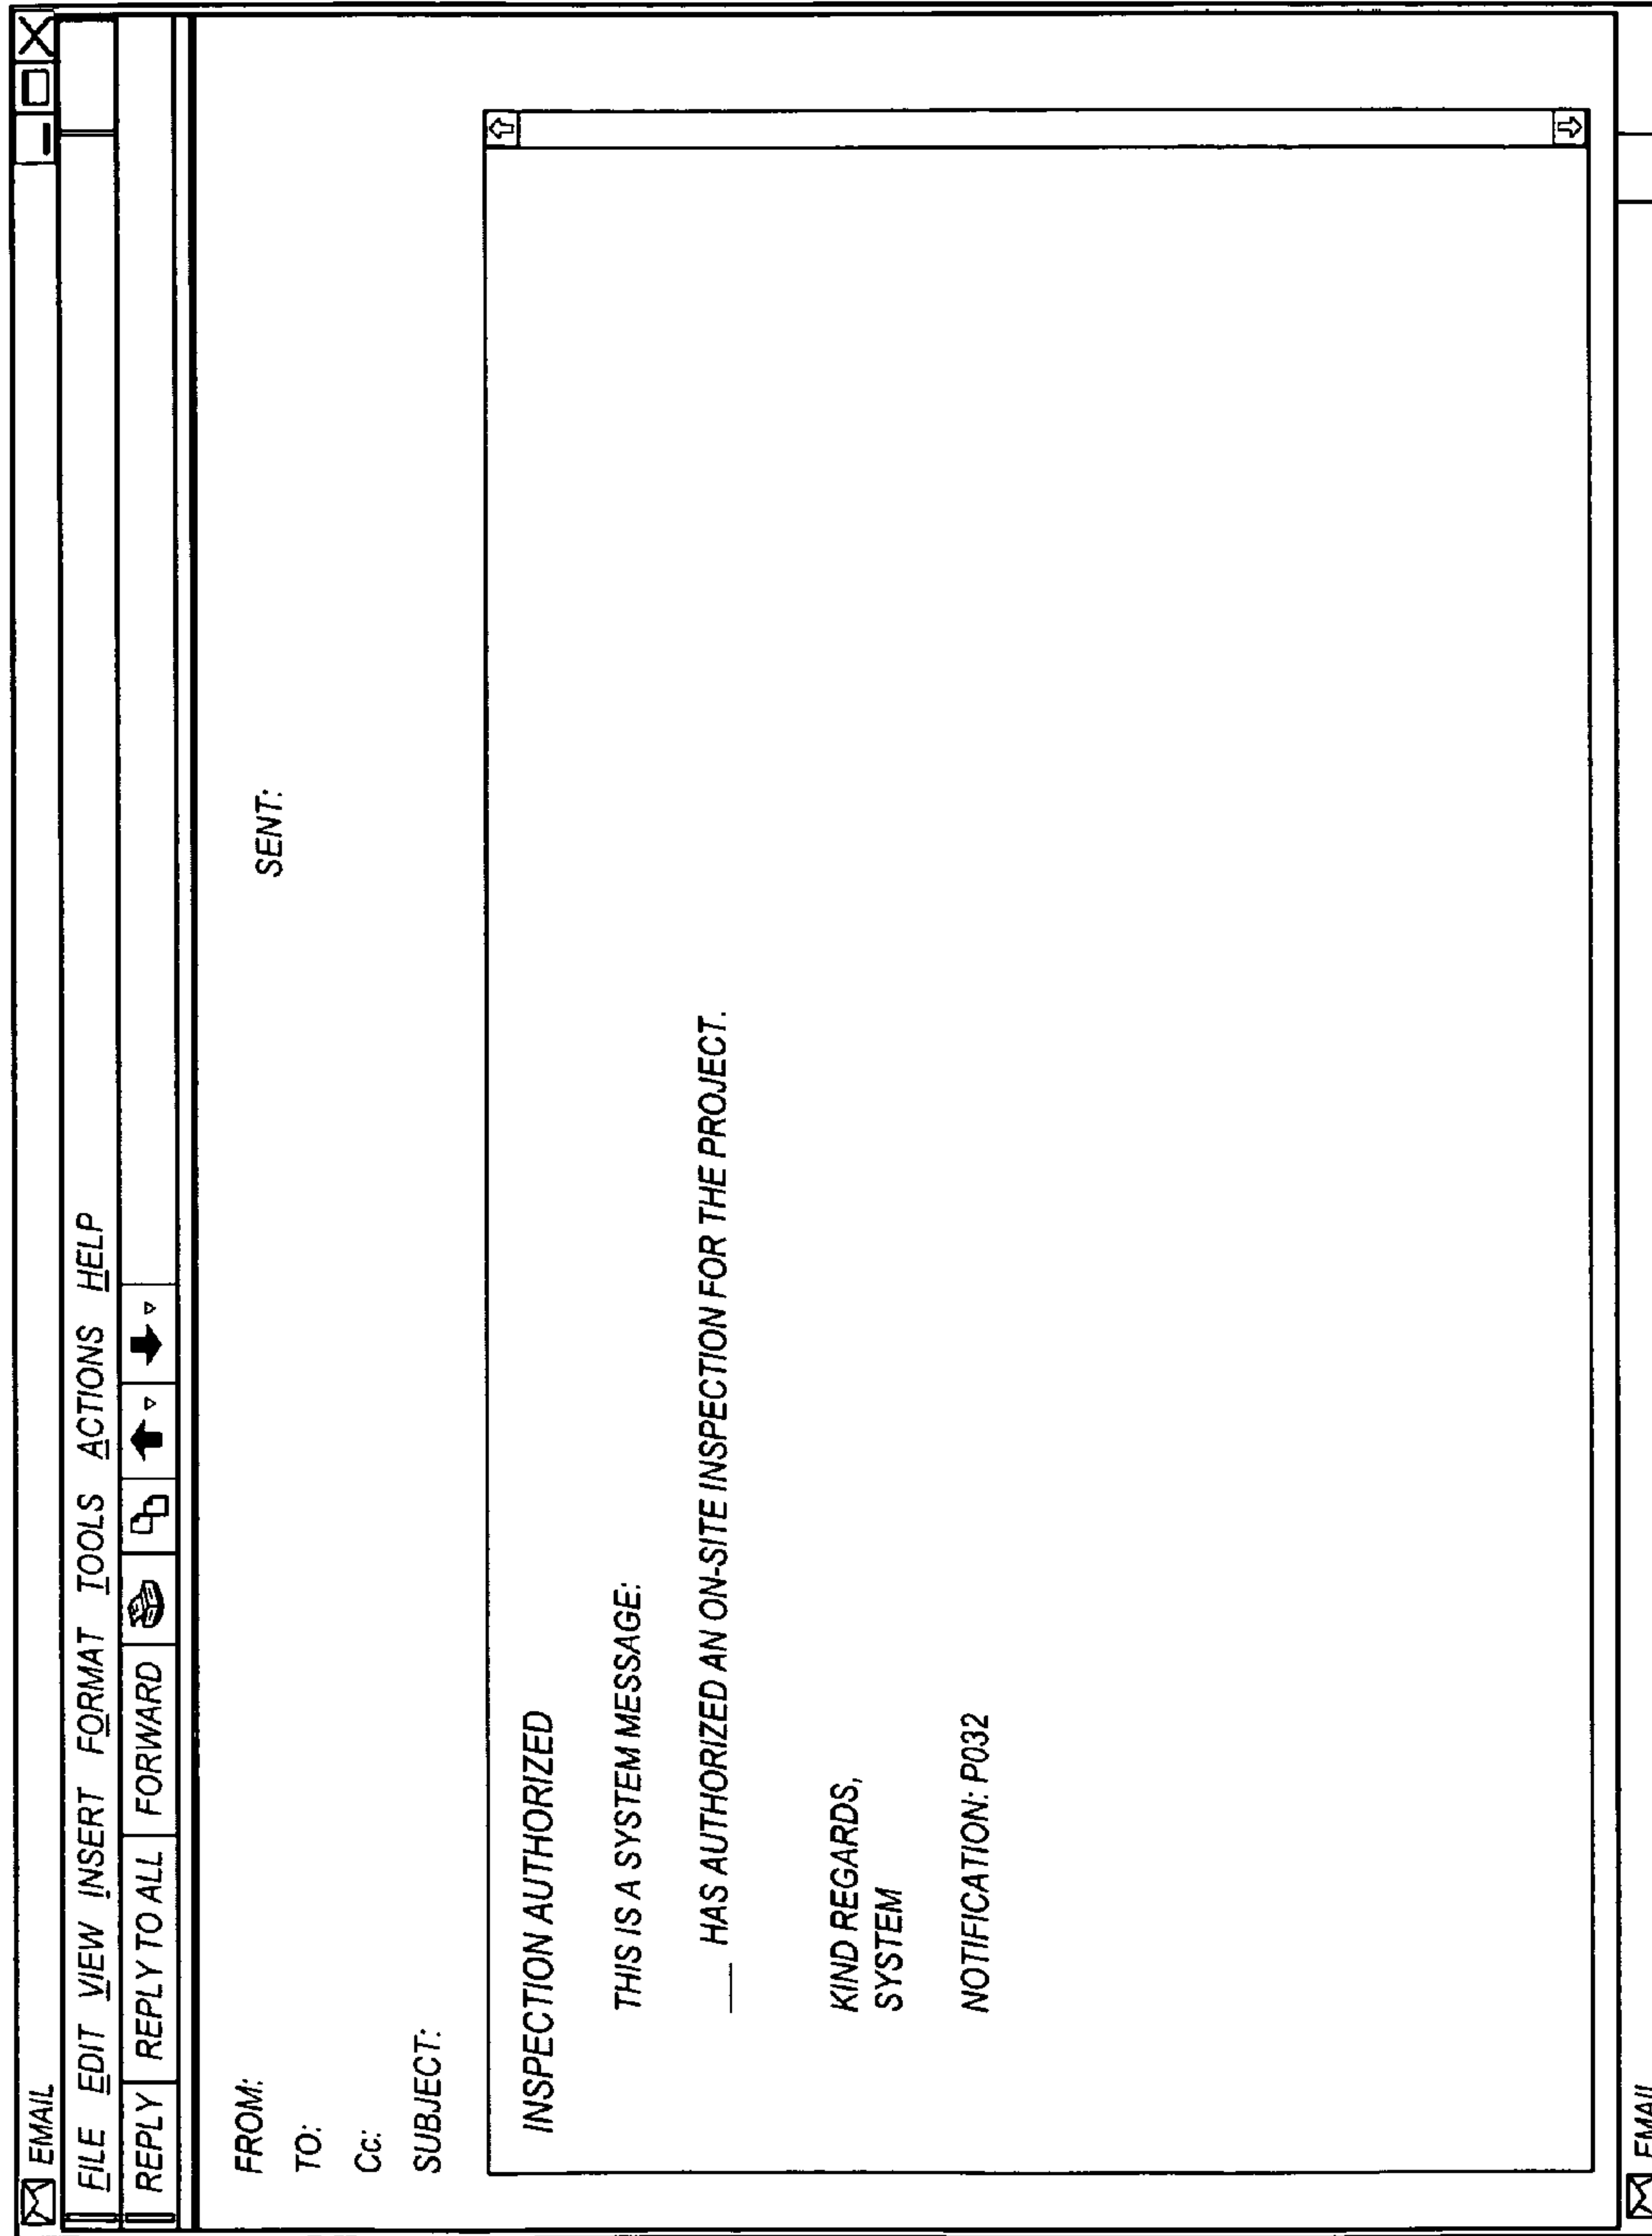 EMAIL
FILE EDIT VIEW INSERT FORMAT TOOLS ACTIONS HELP
REPLY REPLY TO ALL FORWARD
FROM:
SENT:
TO:
Cc:
SUBJECT:
INSPECTION AUTHORIZED
THIS IS A SYSTEM MESSAGE:
___ HAS AUTHORIZED AN ON-SITE INSPECTION FOR THE PROJECT.
KIND REGARDS,
SYSTEM
NOTIFICATION: P032
EMAIL